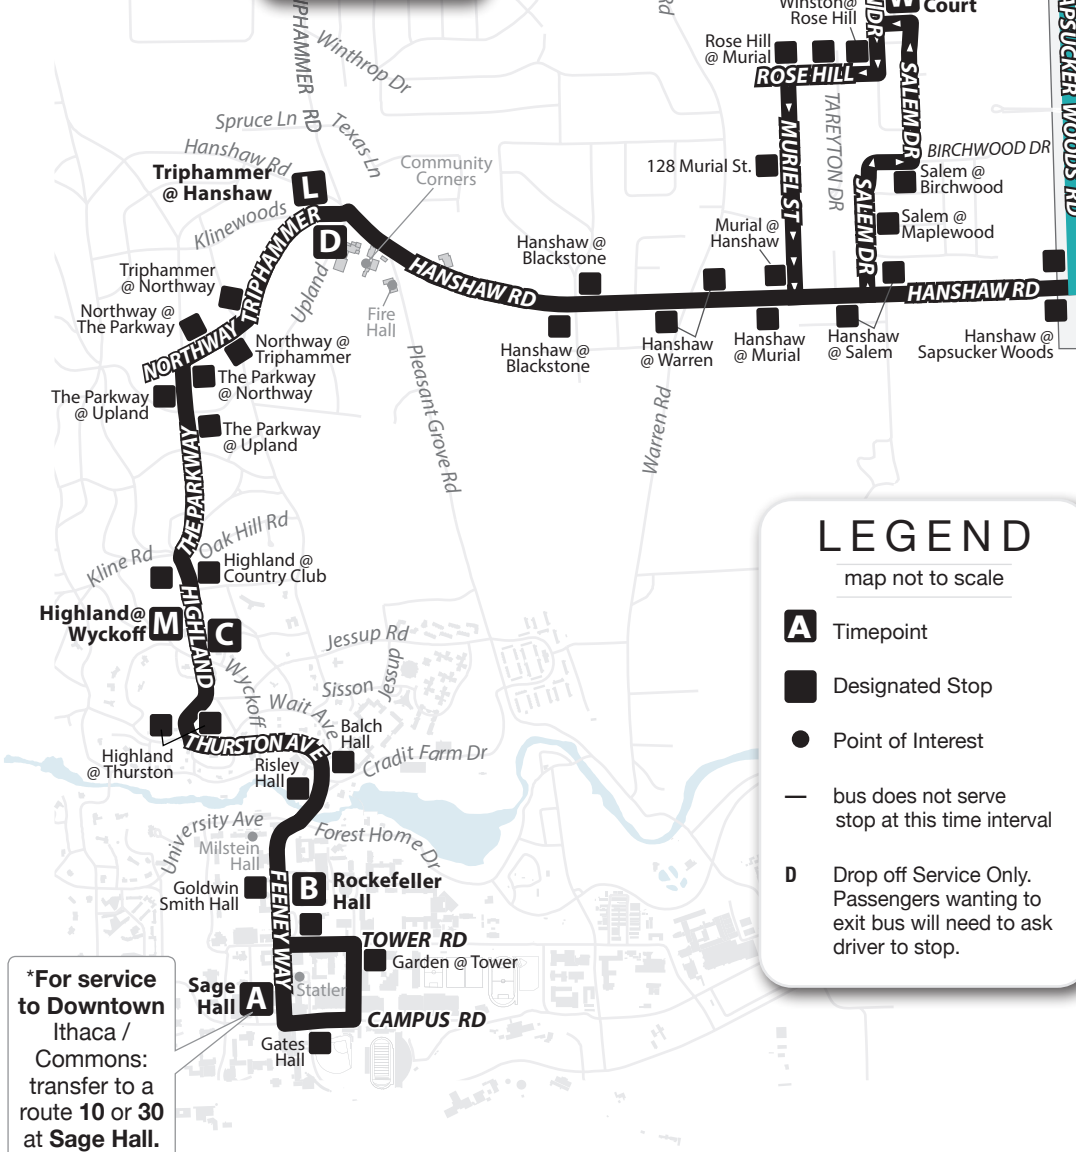 Winston@
Rose Hill
Court
Rose Hill
@ Murial
ROSE HILL
SALEM DR
SAPSUCKER WOODS RD
TRIPHAMMER RD
Winthrop Dr
Spruce Ln
Texas Ln
Hanshaw Rd
Triphammer
@ Hanshaw
L
Community
Corners
128 Murial St.
MURIEL ST
TAREYTON DR
BIRCHWOOD DR
Salem @
Birchwood
SALEM DR
Salem @
Maplewood
Klinewoods
TRIPHAMMER
D
Upland
Murial @
Hanshaw
Hanshaw @
Blackstone
HANSHAW RD
HANSHAW RD
Triphammer
@ Northway
Northway @
The Parkway
NORTHWAY
Northway @
Triphammer
Fire
Hall
Hanshaw @
Blackstone
Hanshaw
@ Warren
Hanshaw
@ Murial
Hanshaw
@ Salem
Hanshaw @
Sapsucker Woods
The Parkway
@ Northway
The Parkway
@ Upland
The Parkway
@ Upland
Pleasant Grove Rd
Warren Rd
THE PARKWAY
Oak Hill Rd
Kline Rd
Highland @
Country Club
Highland@
Wyckoff
M
C
HIGHLAND
Jessup Rd
Jessup
Sisson
Wyckoff
Wait Ave
Highland
@ Thurston
THURSTON AVE
Balch
Hall
Risley
Hall
Cradit Farm Dr
University Ave
Milstein
Hall
Forest Home Dr
Goldwin
Smith Hall
B
Rockefeller
Hall
FEENEY WAY
TOWER RD
Garden @ Tower
Sage
Hall
A
Statler
CAMPUS RD
Gates
Hall
*For service
to Downtown
Ithaca /
Commons:
transfer to a
route 10 or 30
at Sage Hall.
LEGEND
map not to scale
A Timepoint
Designated Stop
Point of Interest
— bus does not serve
stop at this time interval
D Drop off Service Only.
Passengers wanting to
exit bus will need to ask
driver to stop.